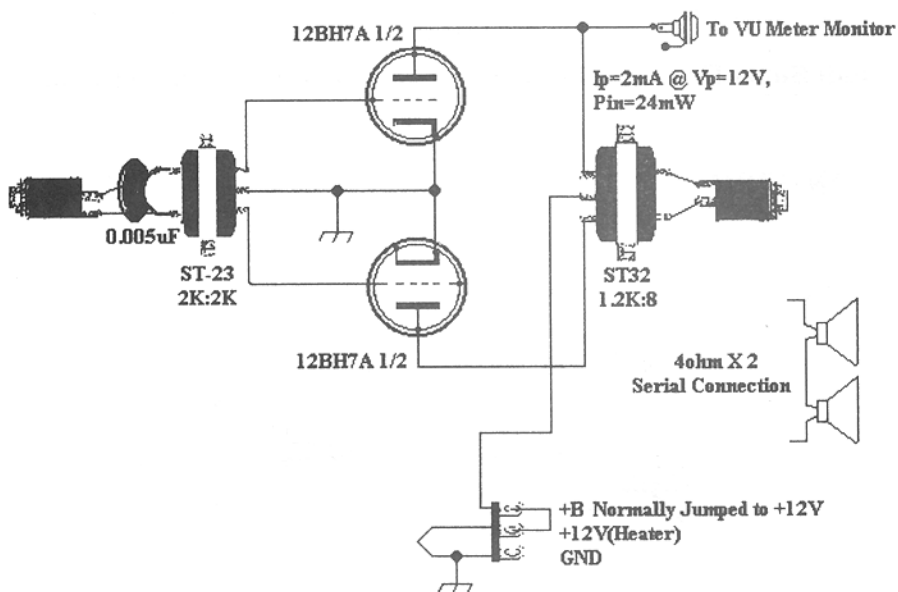 12BH7A 1/2
To VU Meter Monitor
Ip=2mA @ Vp=12V,
Pin=24mW
0.005uF
ST-23
2K:2K
ST32
1.2K:8
12BH7A 1/2
4ohm X 2
Serial Connection
+B Normally Jumped to +12V
+12V(Heater)
GND